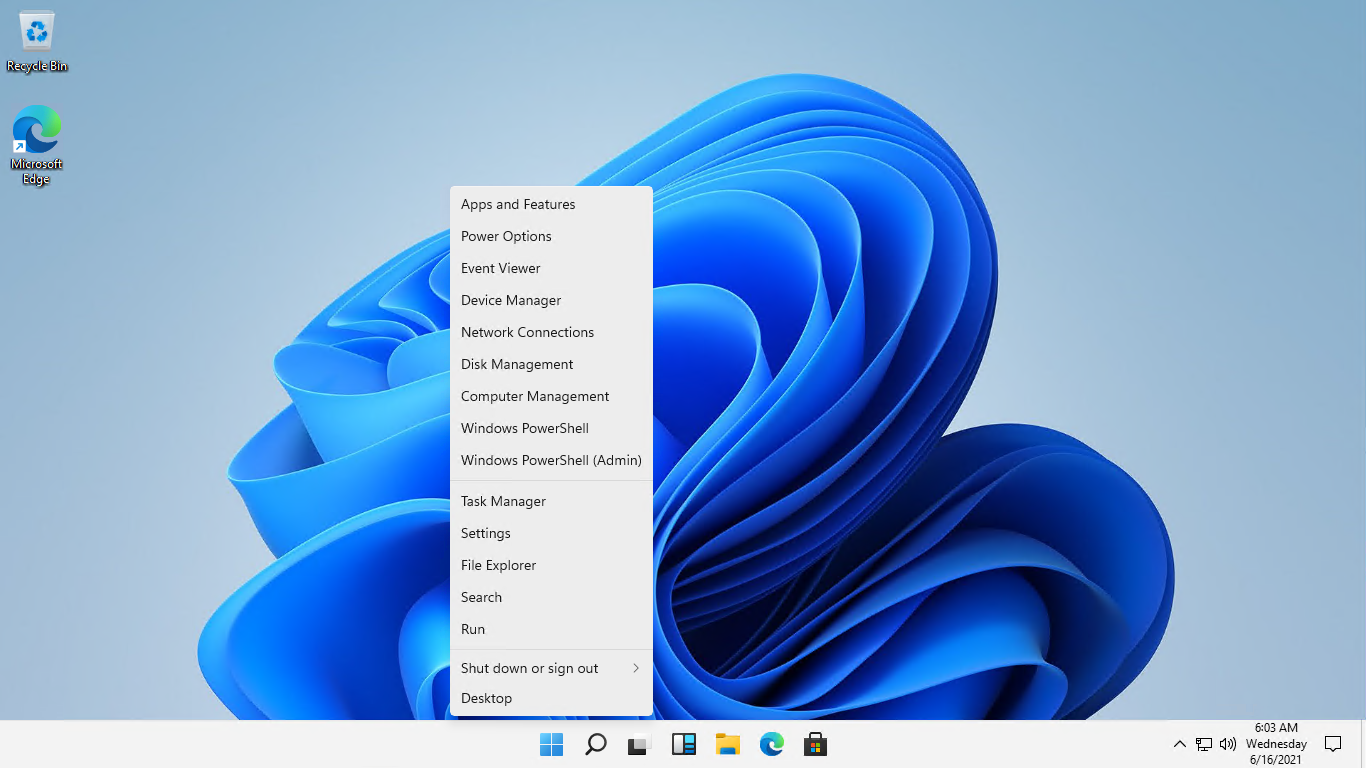 Recycle Bin
Microsoft
Edge
Apps and Features
Power Options
Event Viewer
Device Manager
Network Connections
Disk Management
Computer Management
Windows PowerShell
Windows PowerShell (Admin)
Task Manager
Settings
File Explorer
Search
Run
Shut down or sign out
Desktop
6:03 AM
Wednesday
6/16/2021